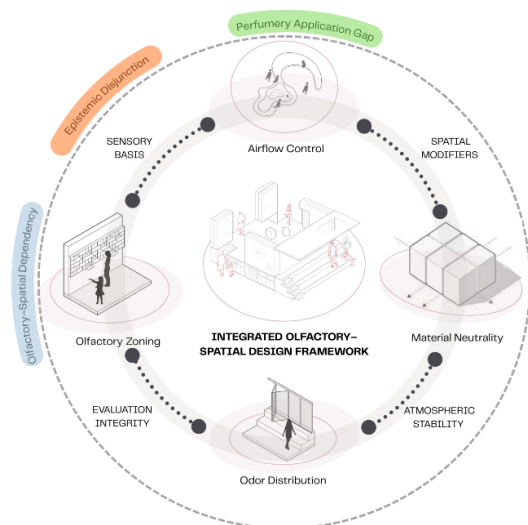 Perfumery Application Gap
Epistemic Disjunction
Olfactory–Spatial Dependency
SENSORY
BASIS
Airflow Control
SPATIAL
MODIFIERS
Olfactory Zoning
INTEGRATED OLFACTORY–
SPATIAL DESIGN FRAMEWORK
Material Neutrality
EVALUATION
INTEGRITY
ATMOSPHERIC
STABILITY
Odor Distribution